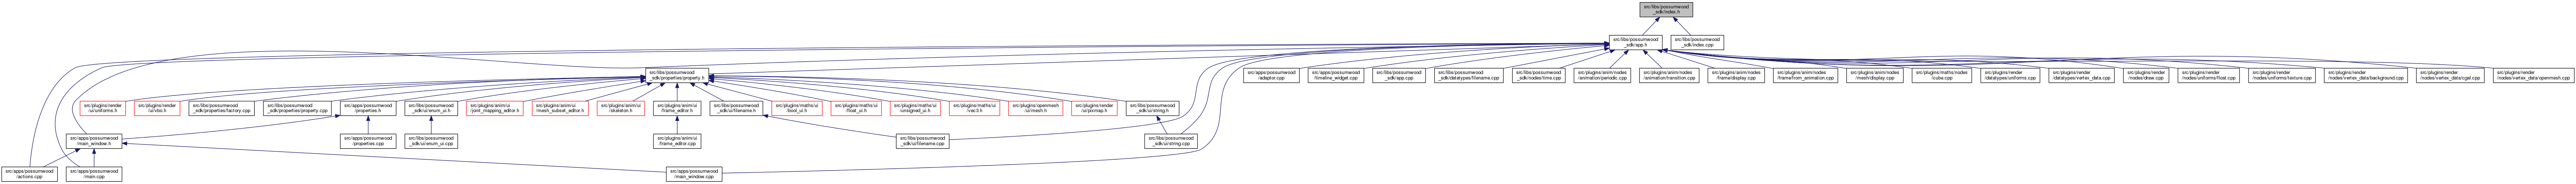 src/libs/possumwood
_sdk/index.h
src/libs/possumwood
_sdk/app.h
src/libs/possumwood
_sdk/index.cpp
src/libs/possumwood
_sdk/properties/property.h
src/apps/possumwood
/adaptor.cpp
src/apps/possumwood
/timeline_widget.cpp
src/libs/possumwood
_sdk/app.cpp
src/libs/possumwood
_sdk/datatypes/filename.cpp
src/libs/possumwood
_sdk/nodes/time.cpp
src/plugins/anim/nodes
/animation/periodic.cpp
src/plugins/anim/nodes
/animation/transition.cpp
src/plugins/anim/nodes
/frame/display.cpp
src/plugins/anim/nodes
/frame/from_animation.cpp
src/plugins/anim/nodes
/mesh/display.cpp
src/plugins/maths/nodes
/cube.cpp
src/plugins/render
/datatypes/uniforms.cpp
src/plugins/render
/datatypes/vertex_data.cpp
src/plugins/render
/nodes/draw.cpp
src/plugins/render
/nodes/uniforms/float.cpp
src/plugins/render
/nodes/uniforms/texture.cpp
src/plugins/render
/nodes/vertex_data/background.cpp
src/plugins/render
/nodes/vertex_data/cgal.cpp
src/plugins/render
/nodes/vertex_data/openmesh.cpp
src/plugins/render
/ui/uniforms.h
src/plugins/render
/ui/vbo.h
src/libs/possumwood
_sdk/properties/factory.cpp
src/libs/possumwood
_sdk/properties/property.cpp
src/apps/possumwood
/properties.h
src/libs/possumwood
_sdk/ui/enum_ui.h
src/plugins/anim/ui
/joint_mapping_editor.h
src/plugins/anim/ui
/mesh_subset_editor.h
src/plugins/anim/ui
/skeleton.h
src/plugins/anim/ui
/frame_editor.h
src/libs/possumwood
_sdk/ui/filename.h
src/plugins/maths/ui
/bool_ui.h
src/plugins/maths/ui
/float_ui.h
src/plugins/maths/ui
/unsigned_ui.h
src/plugins/maths/ui
/vec3.h
src/plugins/openmesh
/ui/mesh.h
src/plugins/render
/ui/pixmap.h
src/libs/possumwood
_sdk/ui/string.h
src/apps/possumwood
/main_window.h
src/apps/possumwood
/properties.cpp
src/libs/possumwood
_sdk/ui/enum_ui.cpp
src/plugins/anim/ui
/frame_editor.cpp
src/libs/possumwood
_sdk/ui/filename.cpp
src/libs/possumwood
_sdk/ui/string.cpp
src/apps/possumwood
/actions.cpp
src/apps/possumwood
/main.cpp
src/apps/possumwood
/main_window.cpp